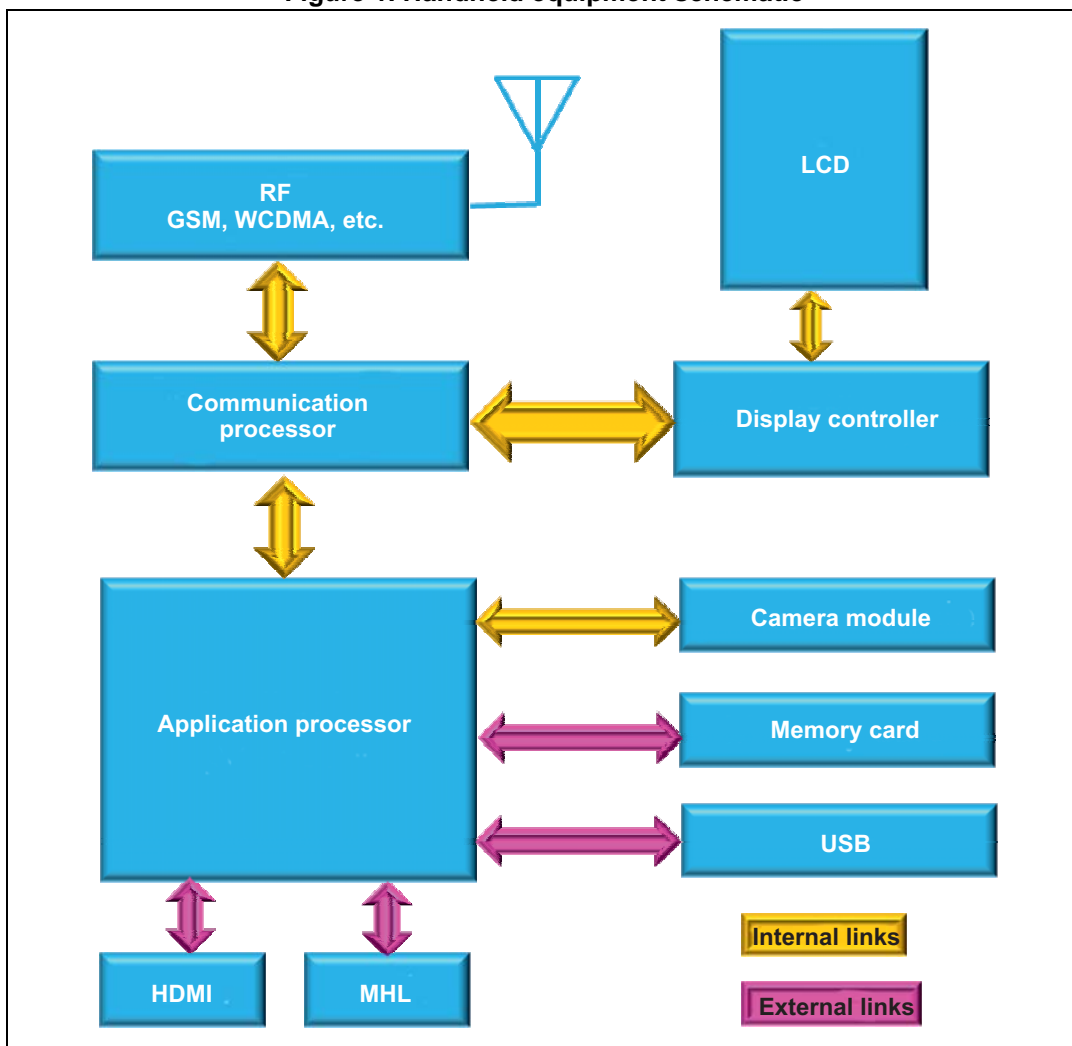 LCD
RF
GSM, WCDMA, etc.
Communication
processor
Display controller
Camera module
Application processor
Memory card
USB
Internal links
HDMI
MHL
External links